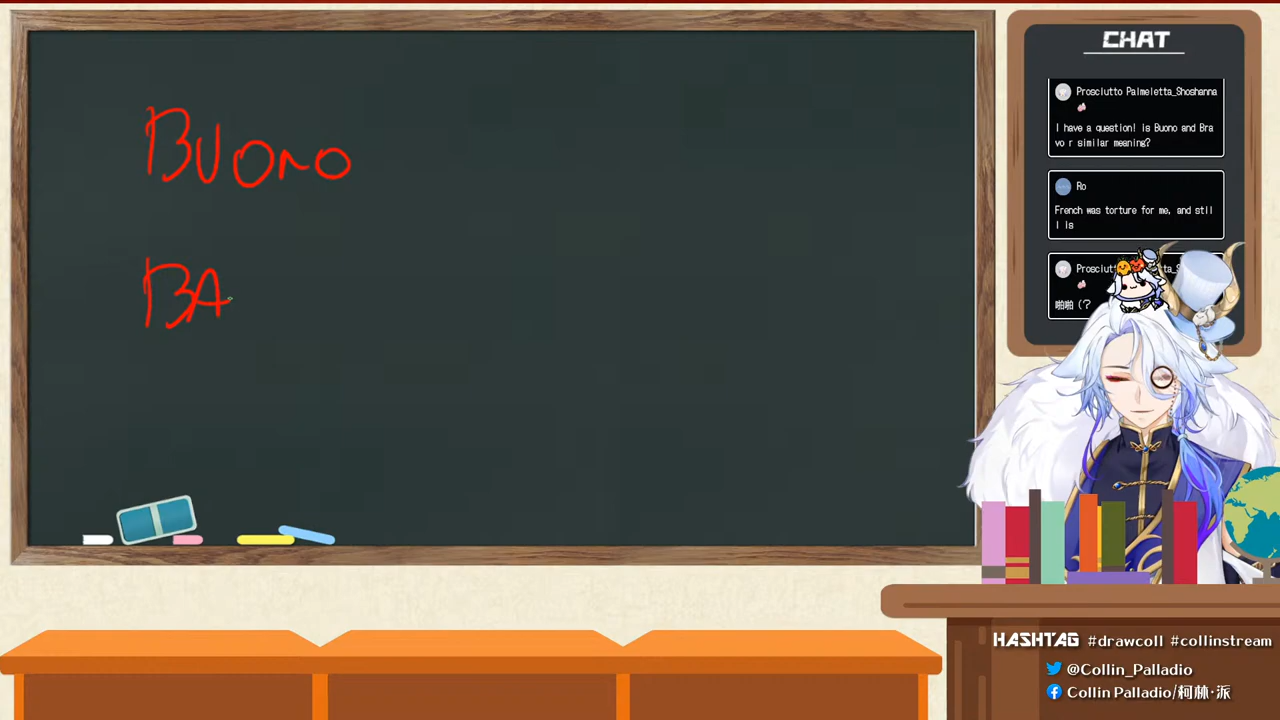 BUono
BA
CHAT
Prosciutto Palmeletta_Shoshanna
I have a question! is Buono and Bra
vo r similar meaning?
Ro
French was torture for me, and stil
l is
啪啪（？
HASHTAG #drawcoll #collinstream
@Collin_Palladio
Collin Palladio/柯林·派